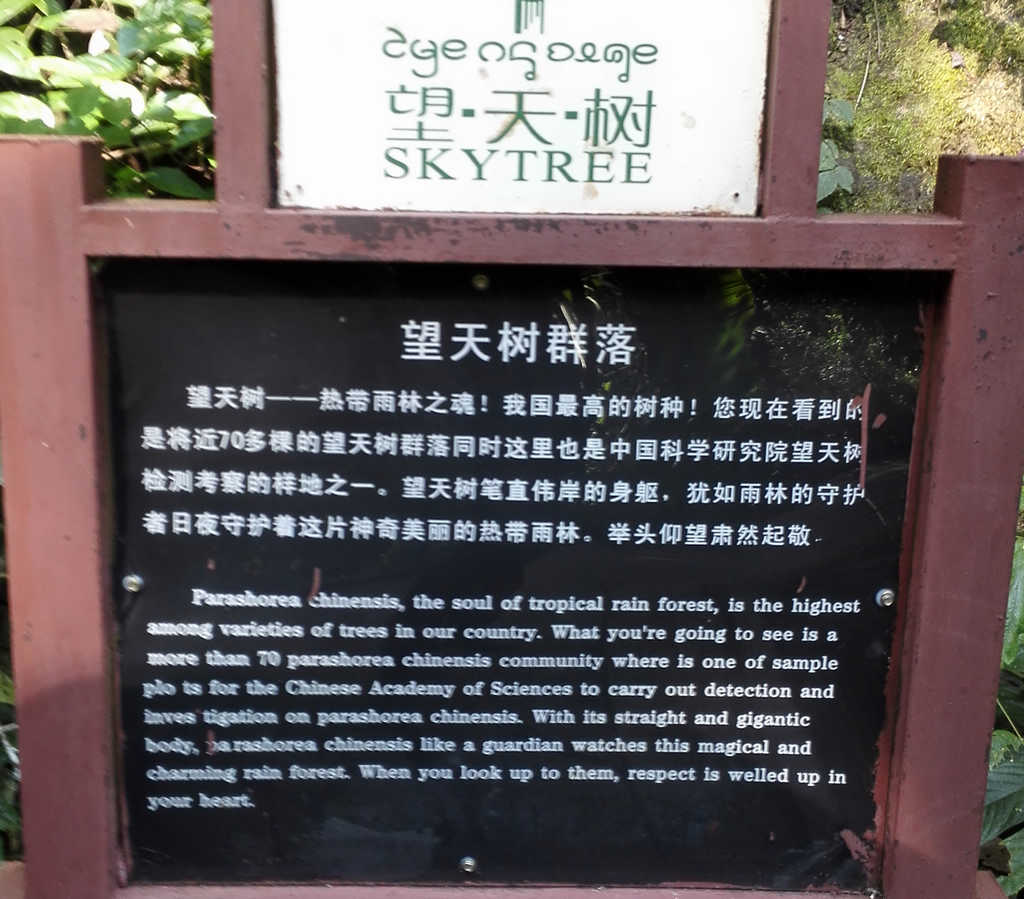 望·天·树
SKYTREE
望天树群落
望天树——热带雨林之魂！我国最高的树种！您现在看到的
是将近70多棵的望天树群落同时这里也是中国科学研究院望天树
检测考察的样地之一。望天树笔直伟岸的身躯，犹如雨林的守护
者日夜守护着这片神奇美丽的热带雨林。举头仰望肃然起敬.
Parashorea chinensis, the soul of tropical rain forest, is the highest
among varieties of trees in our country. What you're going to see is a
more than 70 parashorea chinensis community where is one of sample
plo ts for the Chinese Academy of Sciences to carry out detection and
inves tigation on parashorea chinensis. With its straight and gigantic
body, parashorea chinensis like a guardian watches this magical and
charming rain forest. When you look up to them, respect is welled up in
your heart.